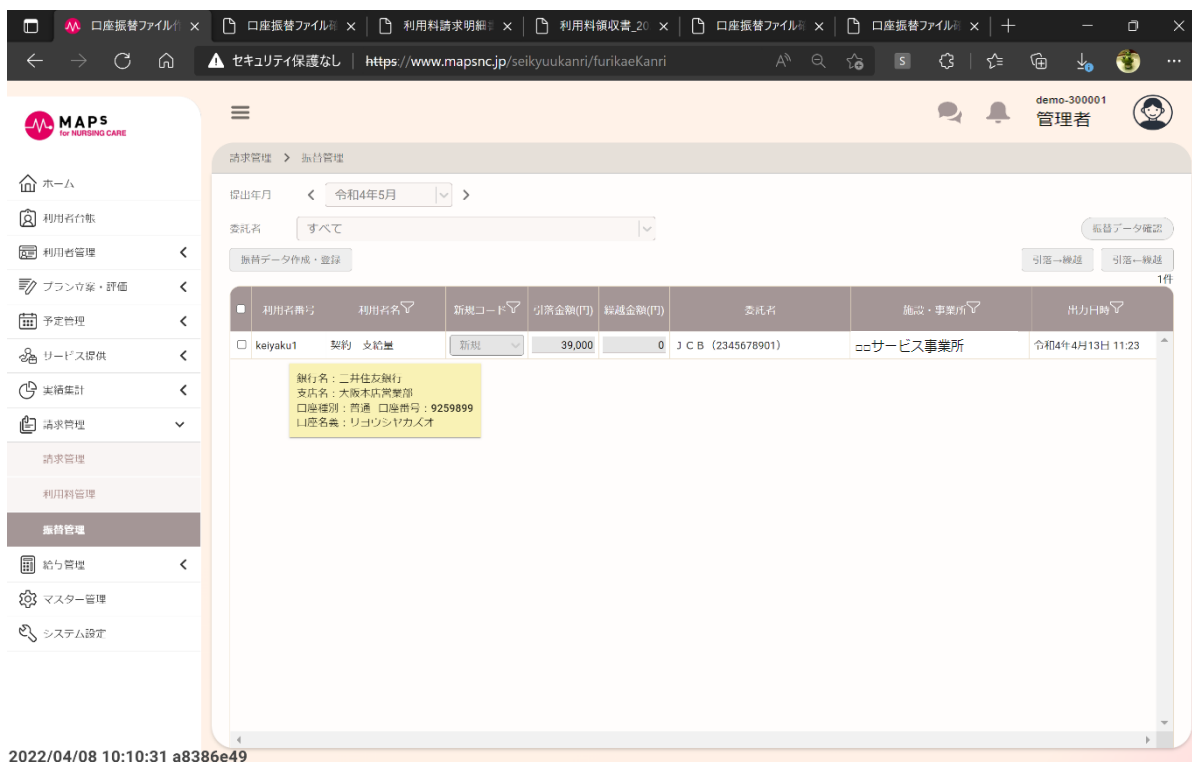 口座振替ファイル作
口座振替ファイル確
利用料請求明細書
利用料領収書_20
口座振替ファイル確
口座振替ファイル確
セキュリティ保護なし
https://www.mapsnc.jp/seikyuukanri/furikaeKanri
MAPS
for NURSING CARE
demo-300001
管理者
請求管理 > 振替管理
ホーム
利用者台帳
利用者管理
プラン立案・評価
予定管理
サービス提供
実績集計
請求管理
請求管理
利用料管理
振替管理
給与管理
マスター管理
システム設定
提出年月 令和4年5月
委託者 すべて
振替データ確認
振替データ作成・登録
引落→繰越 引落←繰越
1件
利用者番号 利用者名 新規コード 引落金額(円) 繰越金額(円) 委託者 施設・事業所 出力日時
keiyaku1 契約 支給量 新規 39,000 0 JCB（2345678901） □□サービス事業所 令和4年4月13日 11:23
銀行名：三井住友銀行
支店名：大阪本店営業部
口座種別：普通 口座番号：9259899
口座名義：リヨウシヤカズオ
2022/04/08 10:10:31 a8386e49